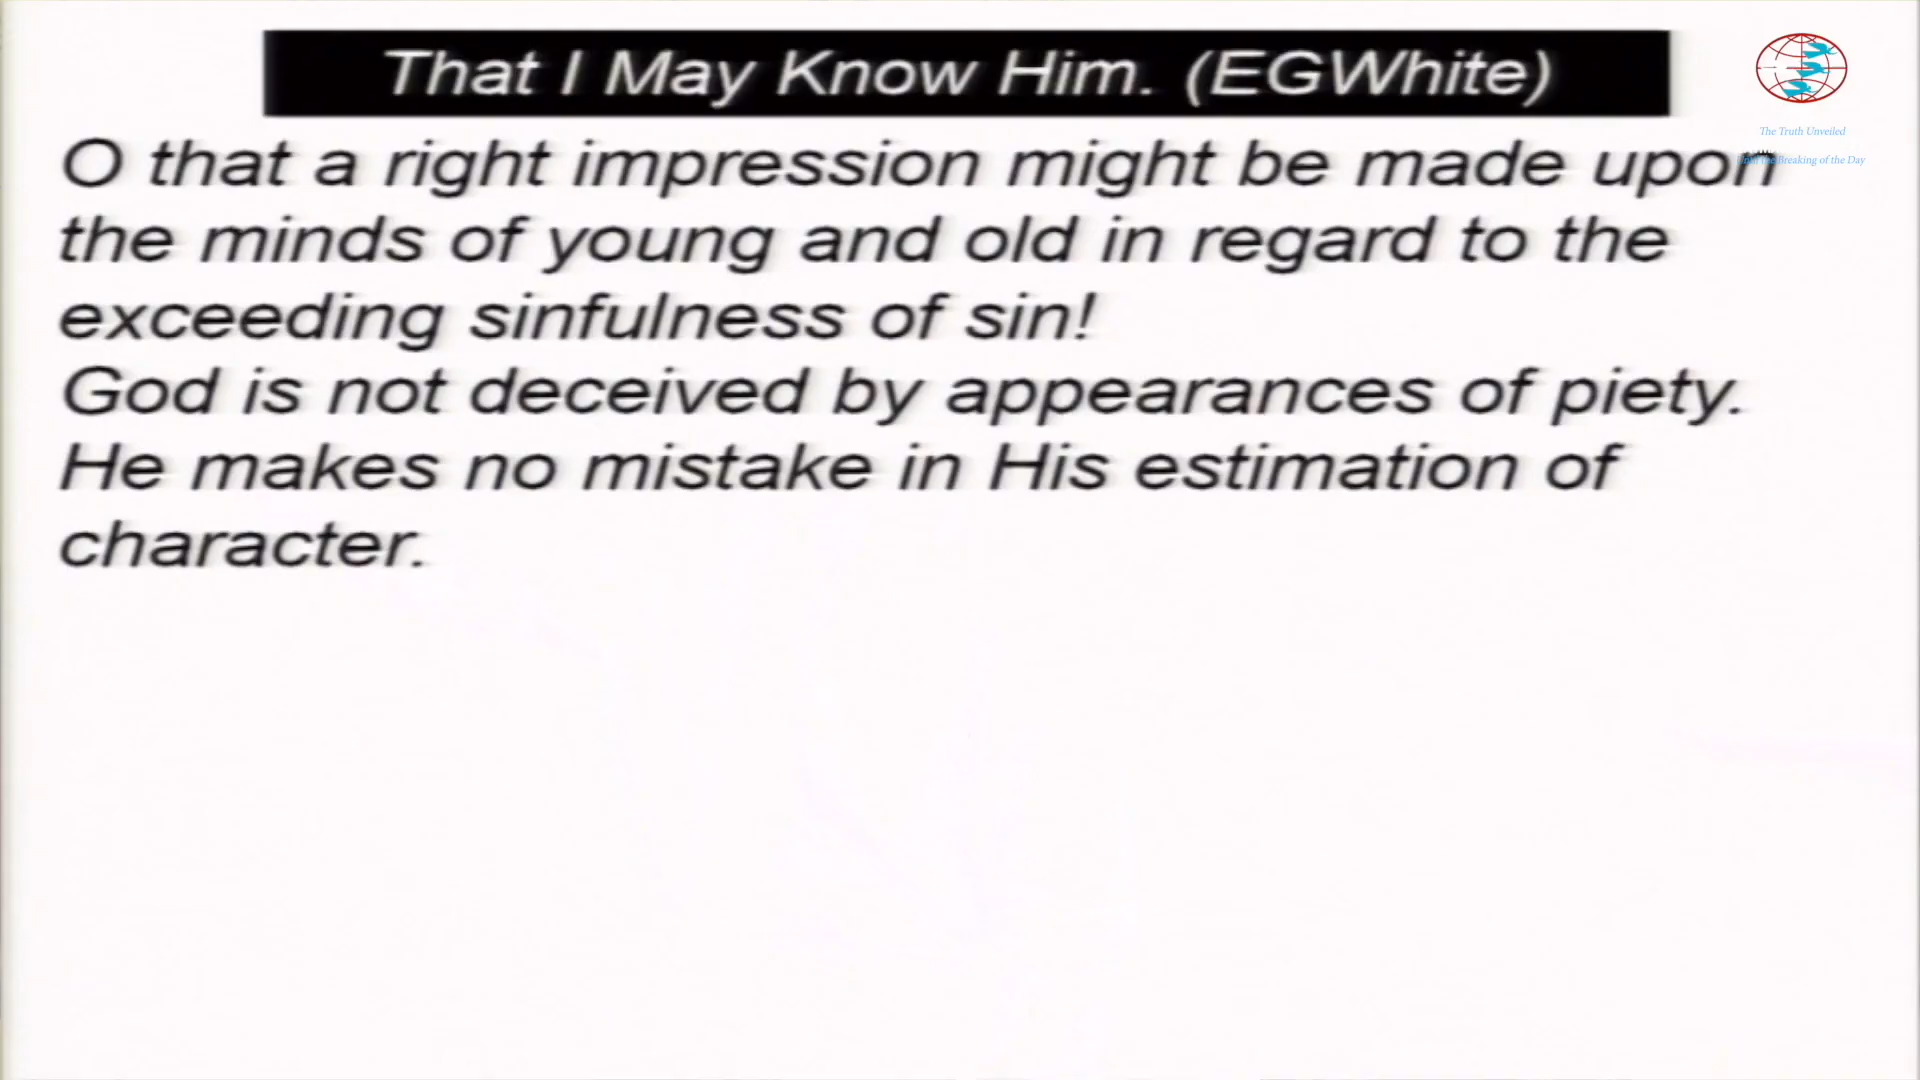 That I May Know Him. (EGWhite)
The Truth Unveiled
O that a right impression might be made upon
Breaking of the Day
the minds of young and old in regard to the
exceeding sinfulness of sin!
God is not deceived by appearances of piety.
He makes no mistake in His estimation of
character.